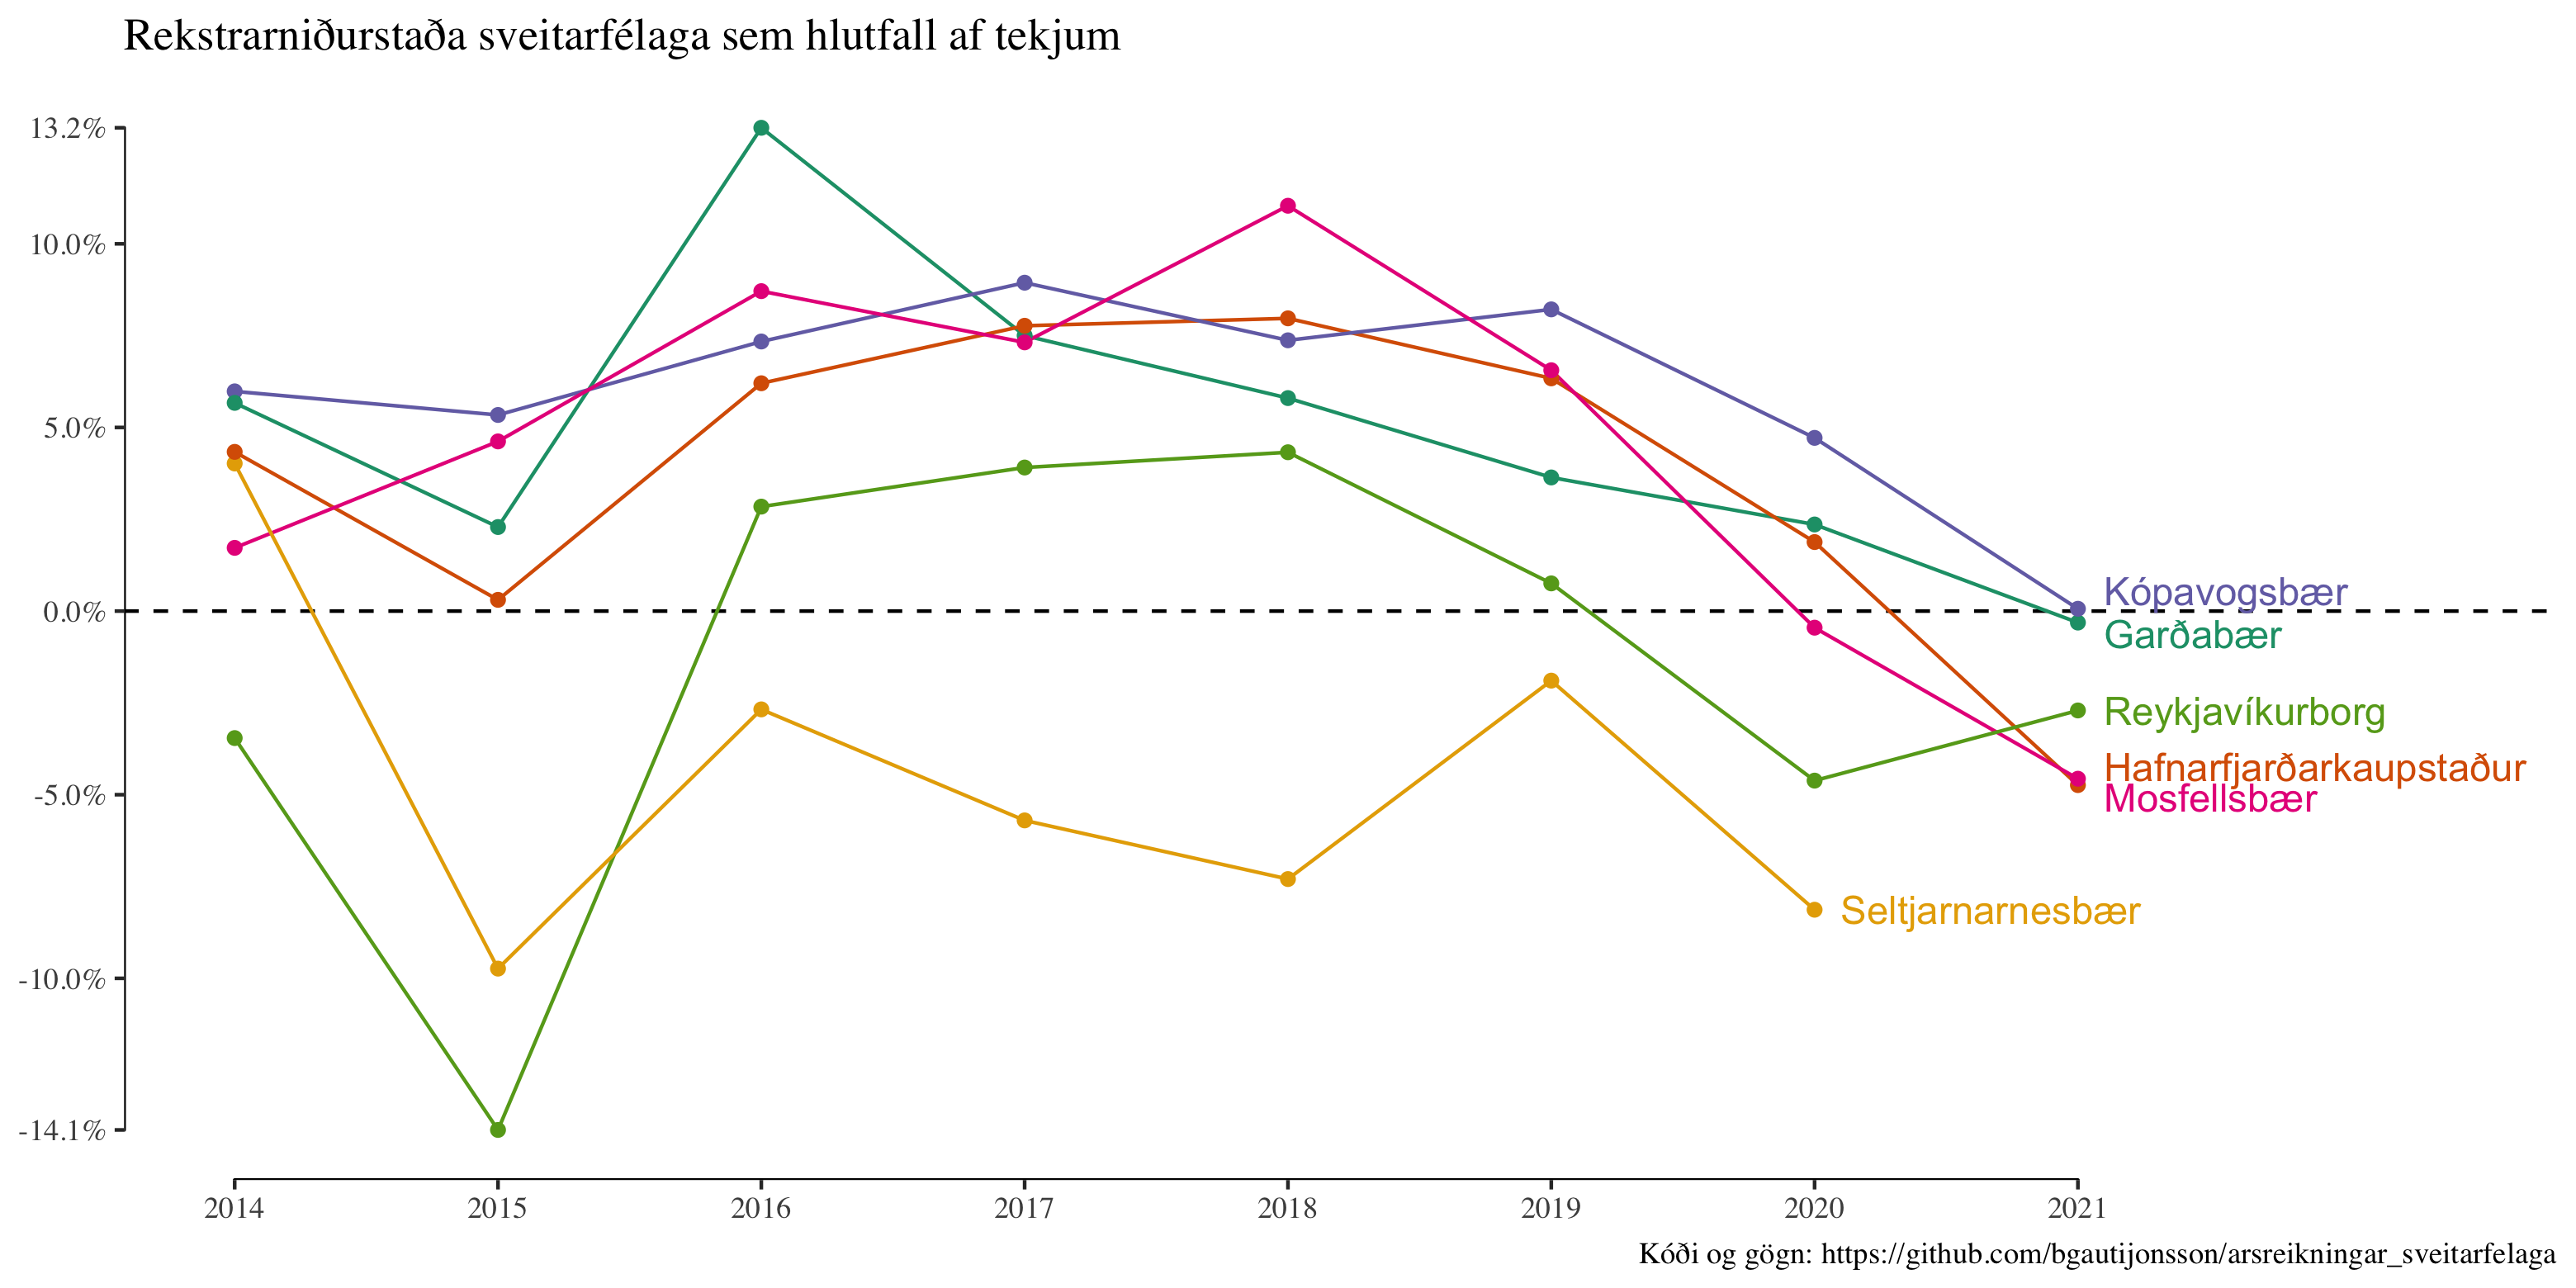 Rekstrarniðurstaða sveitarfélaga sem hlutfall af tekjum
13.2%
10.0%
5.0%
0.0%
-5.0%
-10.0%
-14.1%
Kópavogsbær
Garðabær
Reykjavíkurborg
Hafnarfjarðarkaupstaður
Mosfellsbær
Seltjarnarnesbær
2014 2015 2016 2017 2018 2019 2020 2021
Kóði og gögn: https://github.com/bgautijonsson/arsreikningar_sveitarfelaga